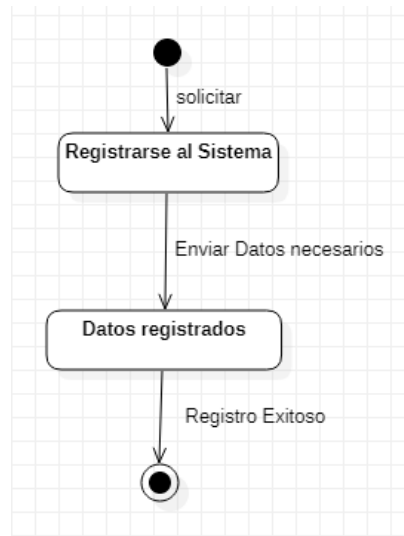 solicitar
Registrarse al Sistema
Enviar Datos necesarios
Datos registrados
Registro Exitoso